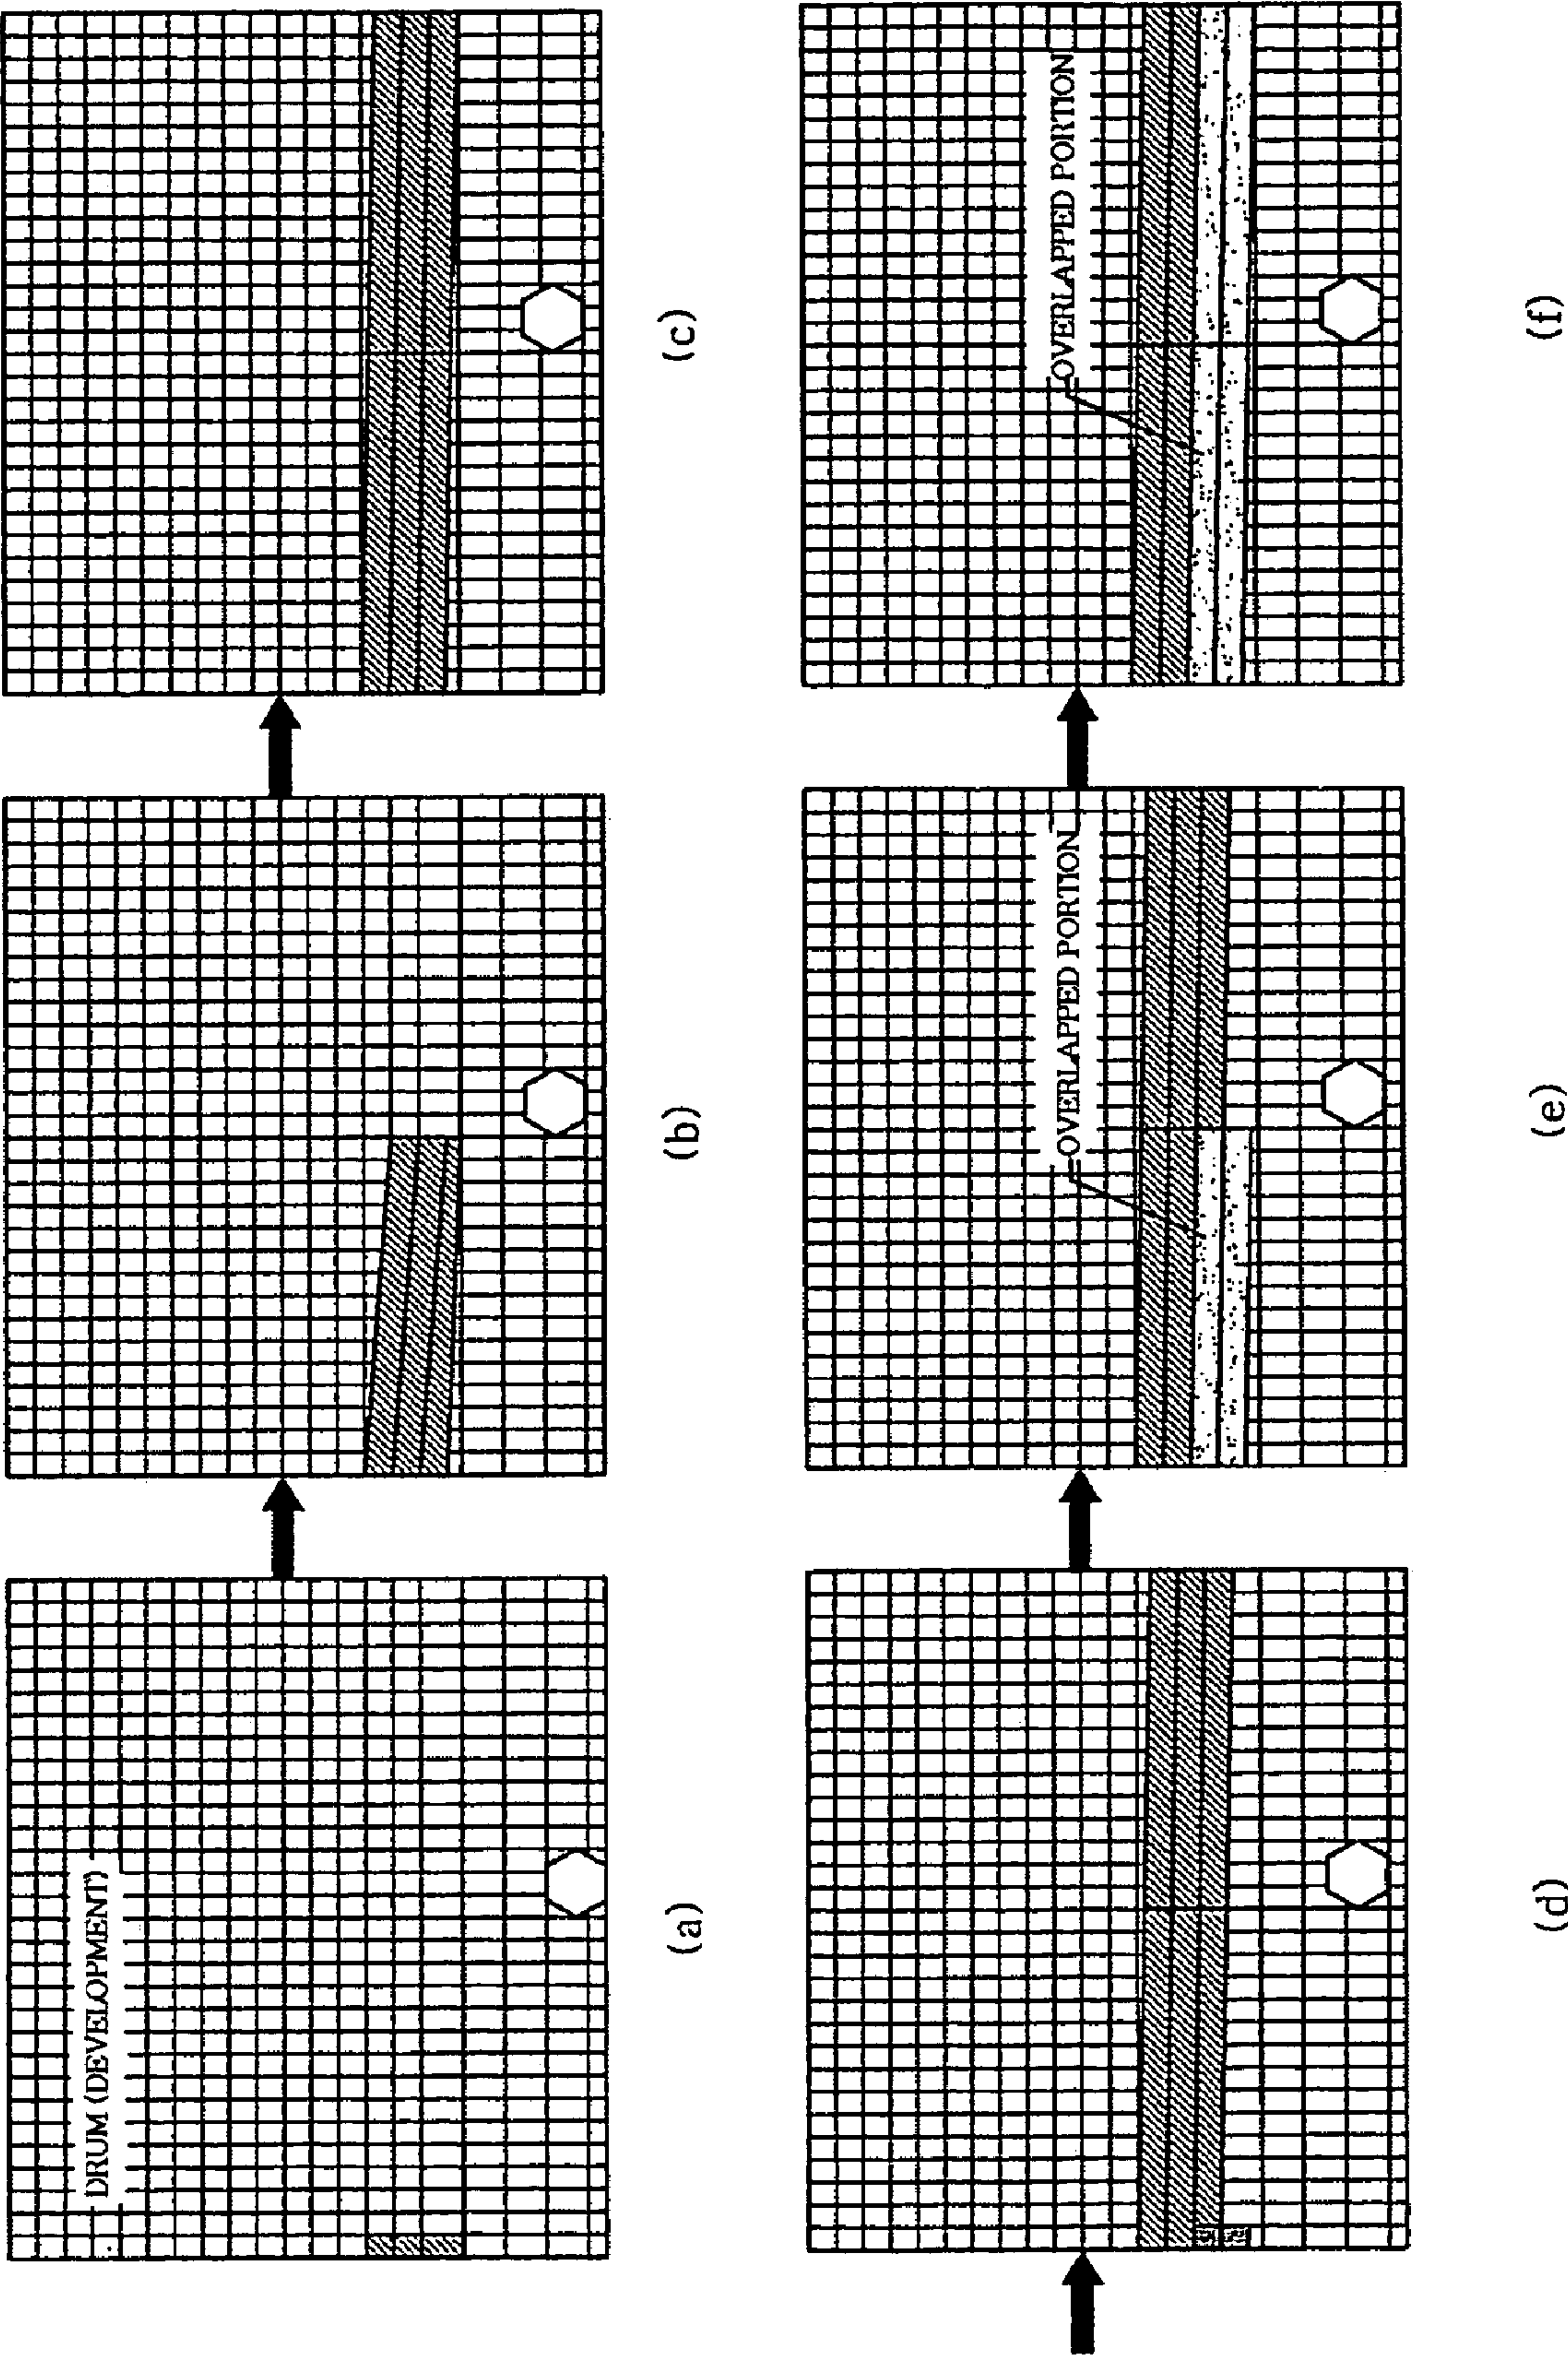 DRUM (DEVELOPMENT)
(a)
(b)
(c)
(d)
OVERLAPPED PORTION
(e)
OVERLAPPED PORTION
(f)